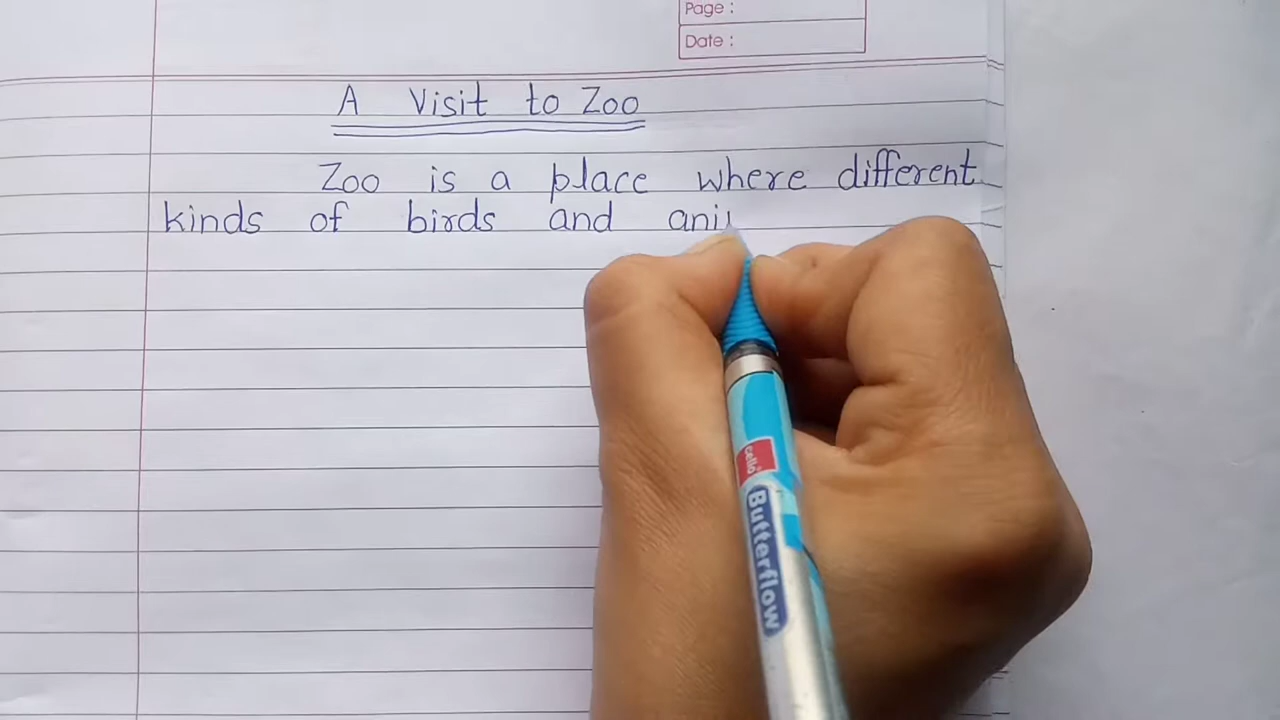 Page :
Date :
A Visit to Zoo
Zoo is a place where different
kinds of birds and ani
cello
Butterflow